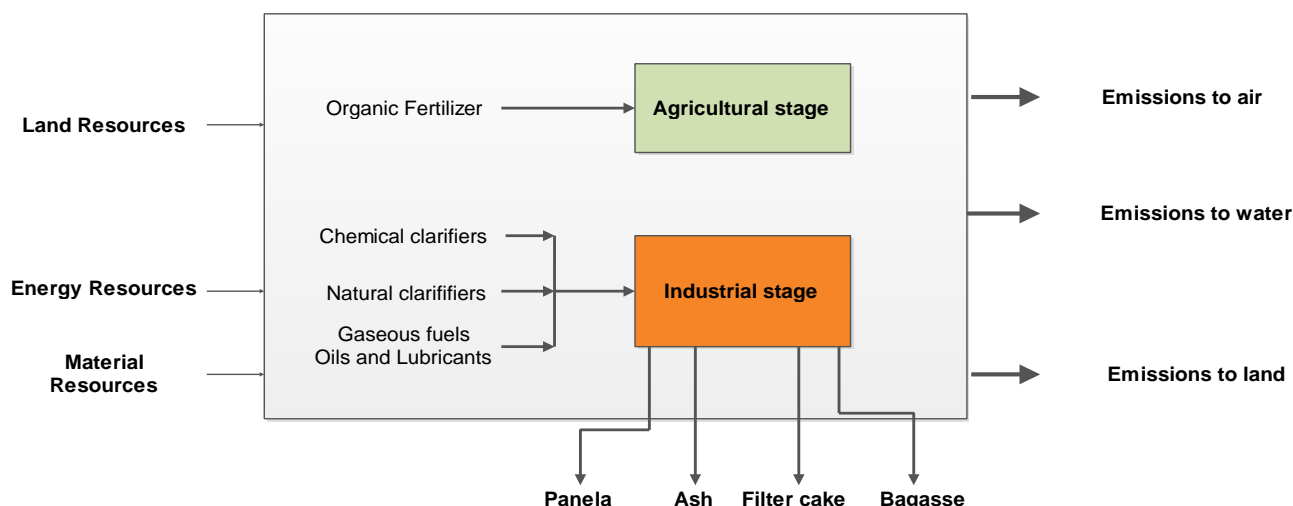 Land Resources
Energy Resources
Material
Resources
Organic Fertilizer
Agricultural stage
Chemical clarifiers
Natural clarififiers
Gaseous fuels
Oils and Lubricants
Industrial stage
Emissions to air
Emissions to water
Emissions to land
Panela
Ash
Filter cake
Bagasse